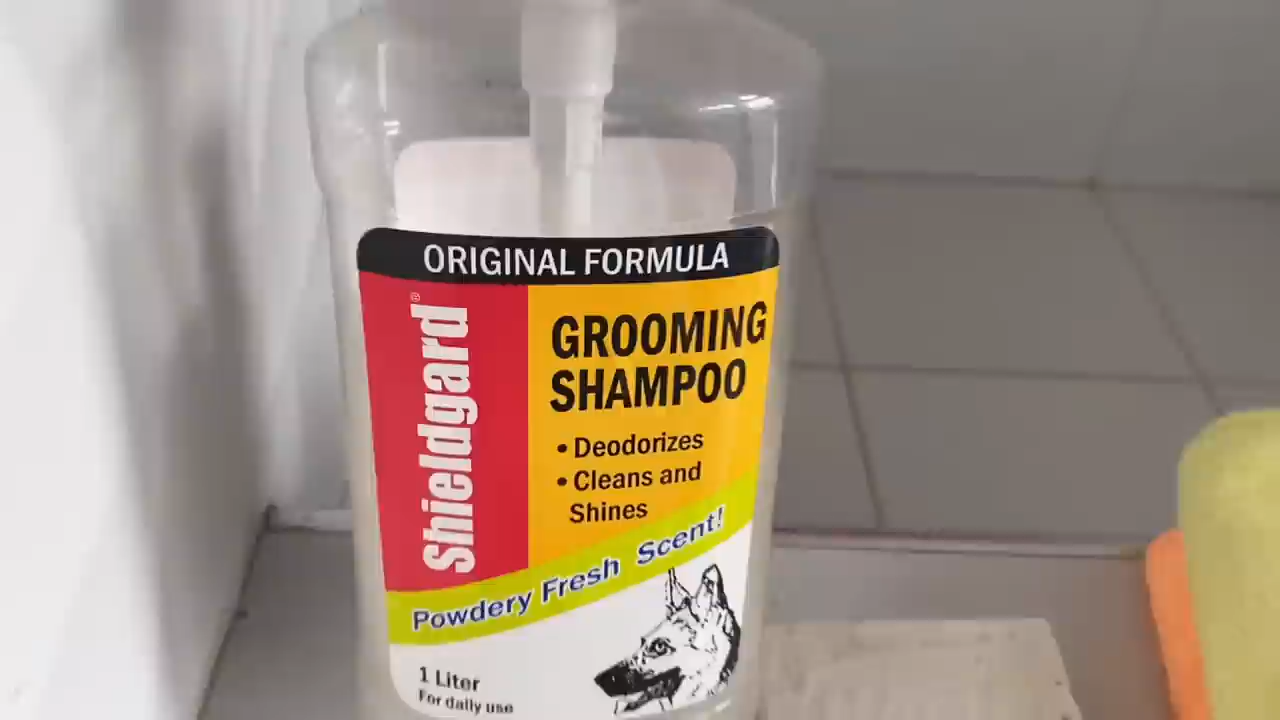 ORIGINAL FORMULA
Shieldgard®
GROOMING
SHAMPOO
• Deodorizes
• Cleans and
Shines
Powdery Fresh Scent!
1 Liter
For daily use